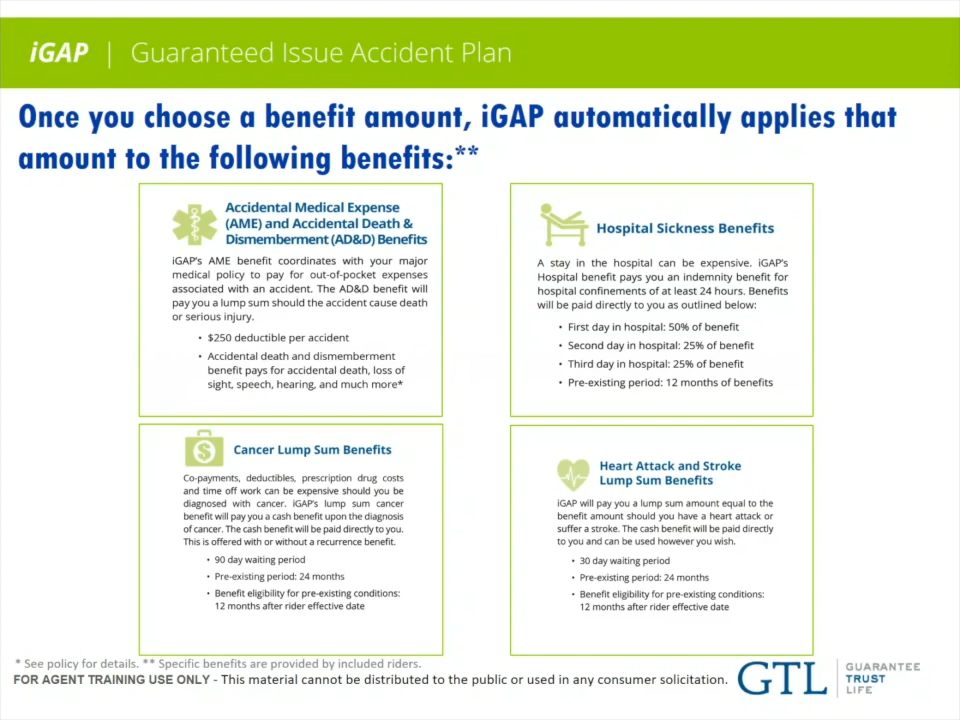 iGAP | Guaranteed Issue Accident Plan
Once you choose a benefit amount, iGAP automatically applies that
amount to the following benefits:**
Accidental Medical Expense
(AME) and Accidental Death &
Dismemberment (AD&D) Benefits
iGAP's AME benefit coordinates with your major
medical policy to pay for out-of-pocket expenses
associated with an accident. The AD&D benefit will
pay you a lump sum should the accident cause death
or serious injury.
• $250 deductible per accident
• Accidental death and dismemberment
benefit pays for accidental death, loss of
sight, speech, hearing, and much more*
Hospital Sickness Benefits
A stay in the hospital can be expensive. iGAP's
Hospital benefit pays you an indemnity benefit for
hospital confinements of at least 24 hours. Benefits
will be paid directly to you as outlined below:
• First day in hospital: 50% of benefit
• Second day in hospital: 25% of benefit
• Third day in hospital: 25% of benefit
• Pre-existing period: 12 months of benefits
Cancer Lump Sum Benefits
Co-payments, deductibles, prescription drug costs
and time off work can be expensive should you be
diagnosed with cancer. iGAP's lump sum cancer
benefit will pay you a cash benefit upon the diagnosis
of cancer. The cash benefit will be paid directly to you.
This is offered with or without a recurrence benefit.
• 90 day waiting period
• Pre-existing period: 24 months
• Benefit eligibility for pre-existing conditions:
12 months after rider effective date
Heart Attack and Stroke
Lump Sum Benefits
iGAP will pay you a lump sum amount equal to the
benefit amount should you have a heart attack or
suffer a stroke. The cash benefit will be paid directly
to you and can be used however you wish.
• 30 day waiting period
• Pre-existing period: 24 months
• Benefit eligibility for pre-existing conditions:
12 months after rider effective date
* See policy for details. ** Specific benefits are provided by included riders.
FOR AGENT TRAINING USE ONLY - This material cannot be distributed to the public or used in any consumer solicitation.
GTL
GUARANTEE
TRUST
LIFE